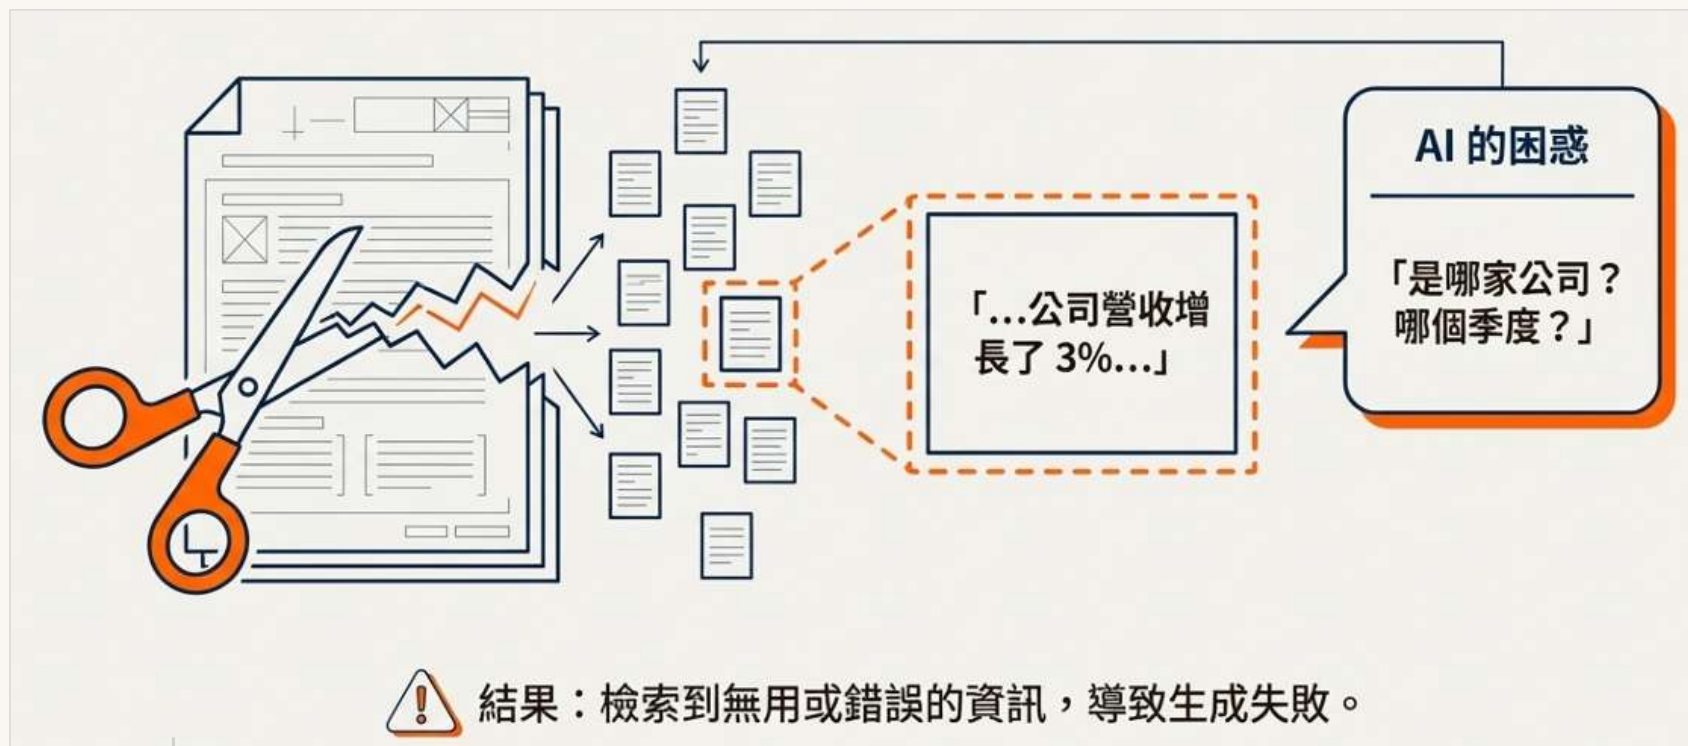 「...公司營收增
長了 3%...」
AI 的困惑
「是哪家公司？
哪個季度？」
結果：檢索到無用或錯誤的資訊，導致生成失敗。